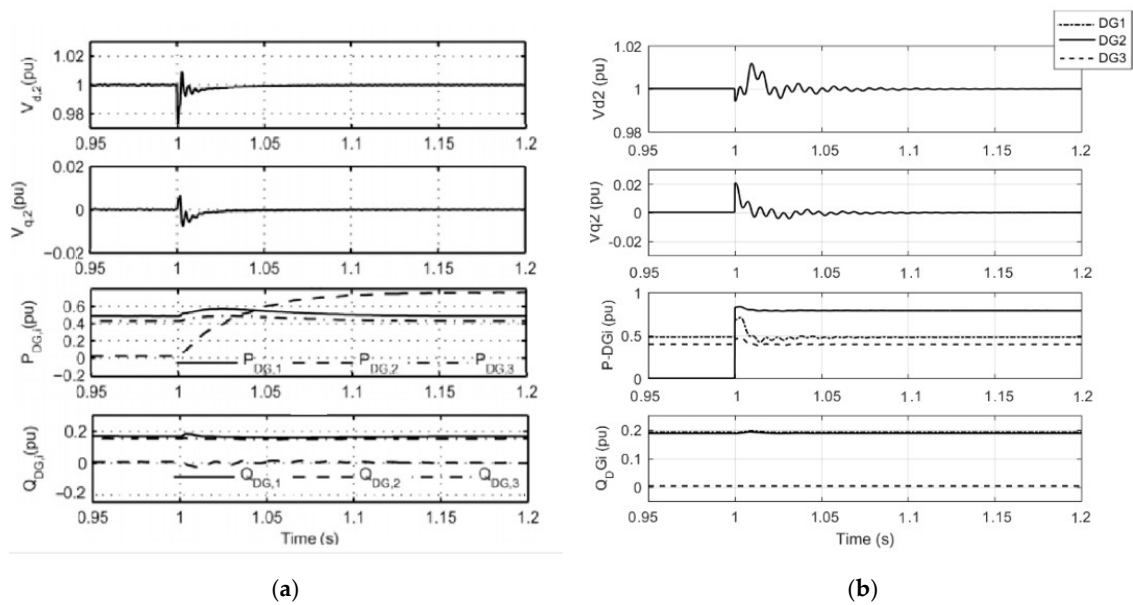 1.02
1
0.98
V_d,2(pu)
0.95 1 1.05 1.1 1.15 1.2
0.02
0
−0.02
V_q,2(pu)
0.95 1 1.05 1.1 1.15 1.2
0.6
0.4
0
−0.2
P_DG,i(pu)
P_DG,1 P_DG,2 P_DG,3
0.95 1 1.05 1.1 1.15 1.2
0.2
0
−0.2
Q_DG,i(pu)
Q_DG,1 Q_DG,2 Q_DG,3
0.95 1 1.05 1.1 1.15 1.2
Time (s)
(a)
DG1
DG2
DG3
1.02
1
0.98
Vd2 (pu)
0.95 1 1.05 1.1 1.15 1.2
0.02
0
-0.02
Vq2 (pu)
0.95 1 1.05 1.1 1.15 1.2
1
0.5
0
P-DGi (pu)
0.95 1 1.05 1.1 1.15 1.2
0.2
0.1
0
Q_DGi (pu)
0.95 1 1.05 1.1 1.15 1.2
Time (s)
(b)